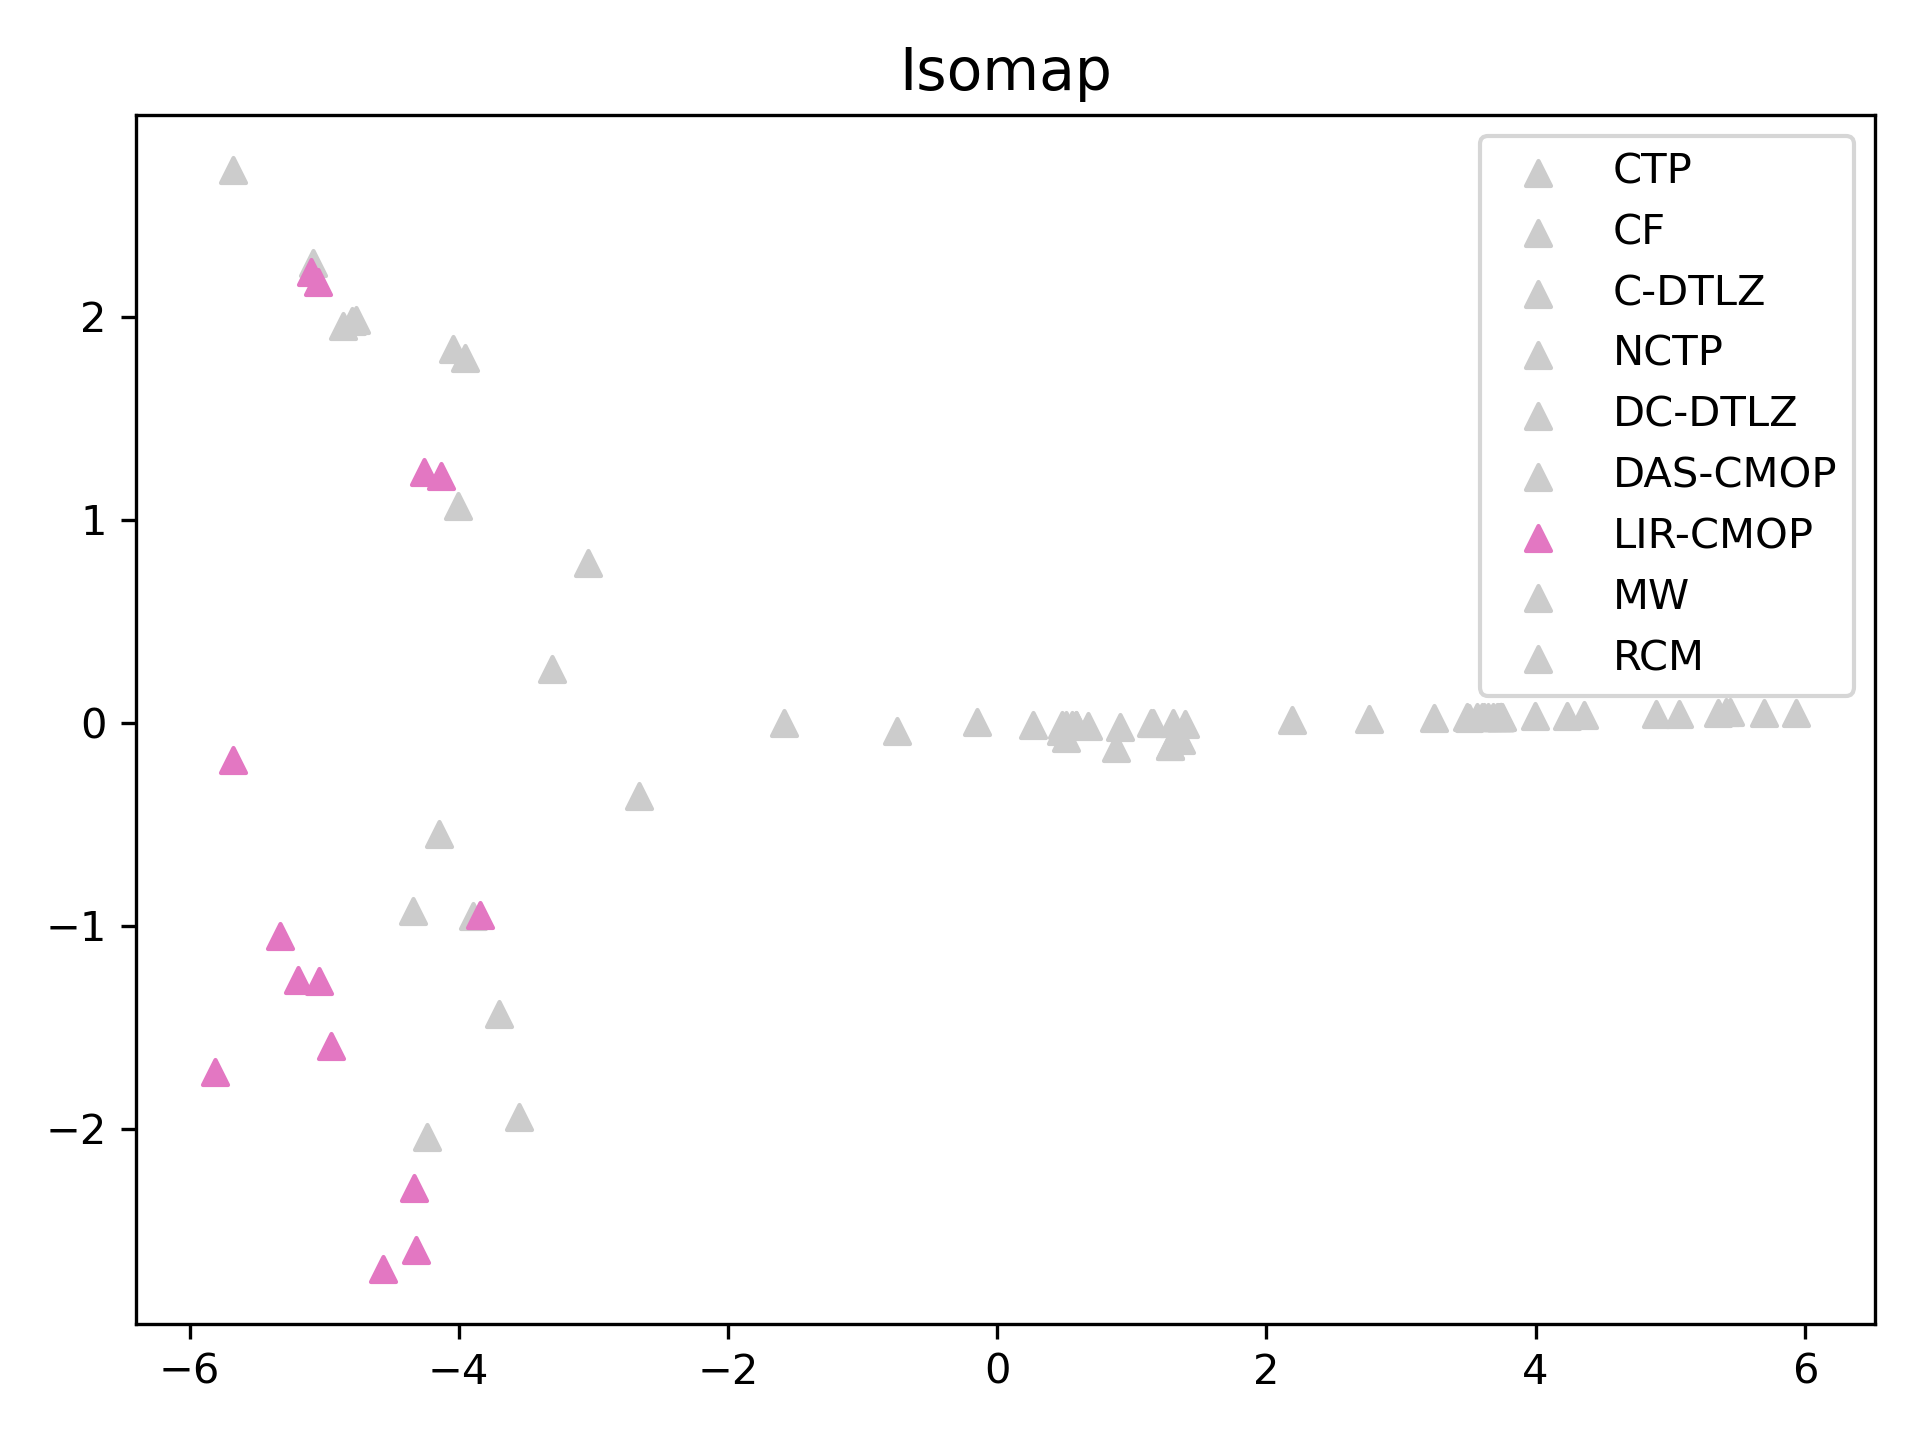 Isomap
CTP
CF
C-DTLZ
NCTP
DC-DTLZ
DAS-CMOP
LIR-CMOP
MW
RCM
2
1
0
−1
−2
−6 −4 −2 0 2 4 6